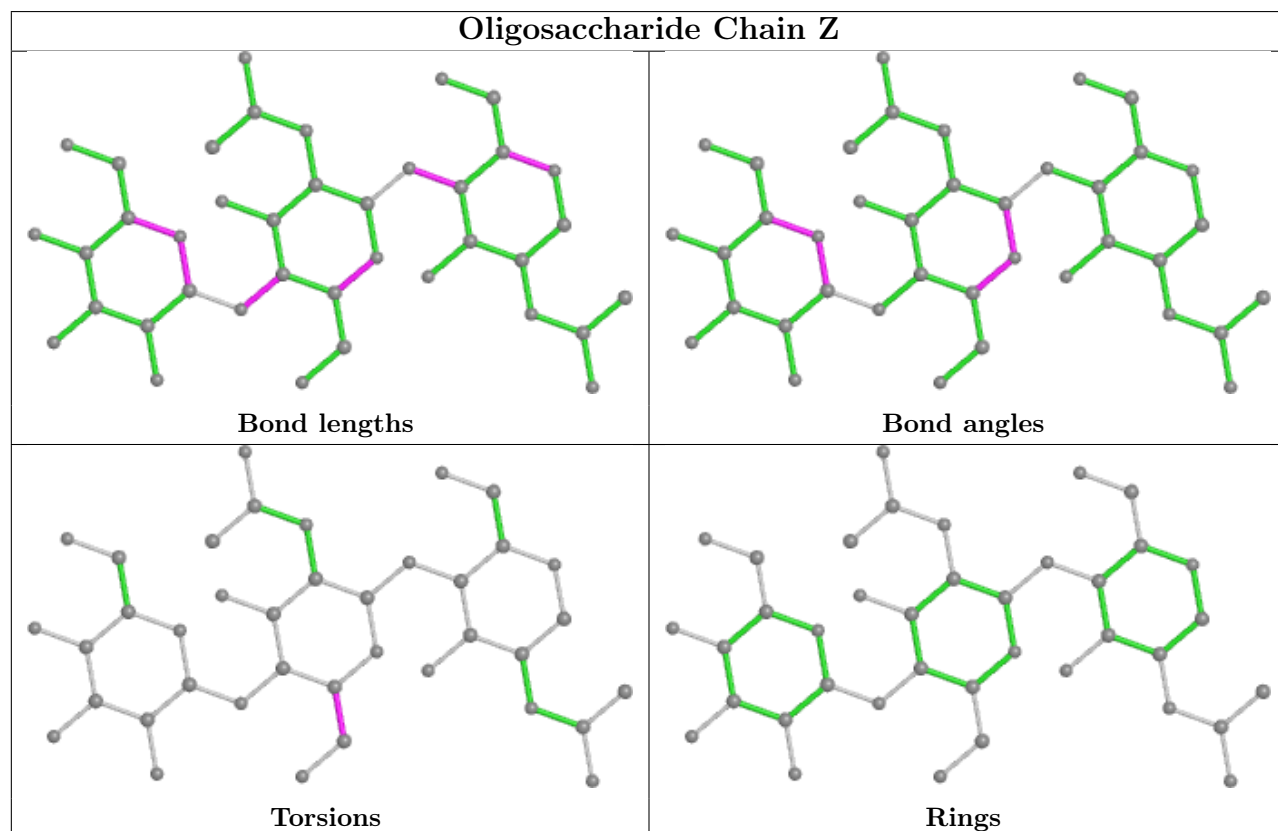 Oligosaccharide Chain Z
Bond lengths
Bond angles
Torsions
Rings